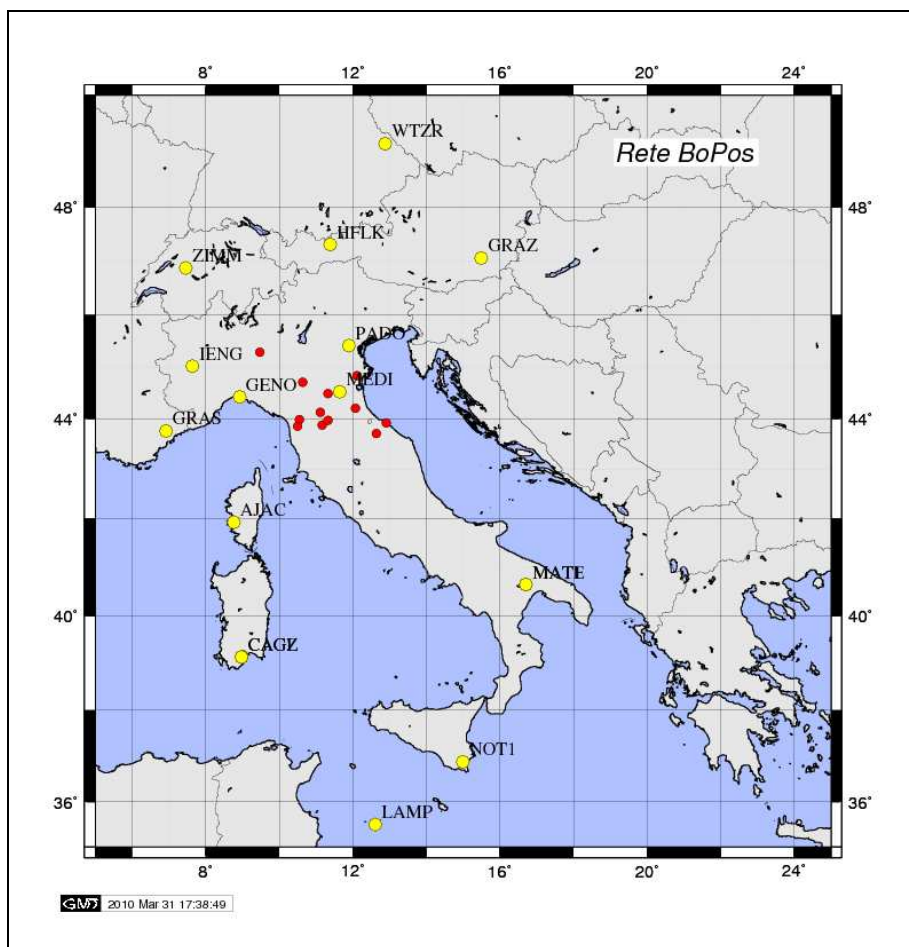 8° 12° 16° 20° 24°
WTZR
Rete BoPos
48° 48°
HFLK
GRAZ
ZIMM
PADO
IENG
MEDI
GENO
44° 44°
GRAS
AJAC
MATE
40° 40°
NOT1
36° 36°
LAMP
8° 12° 16° 20° 24°
GMT 2010 Mar 31 17:38:49